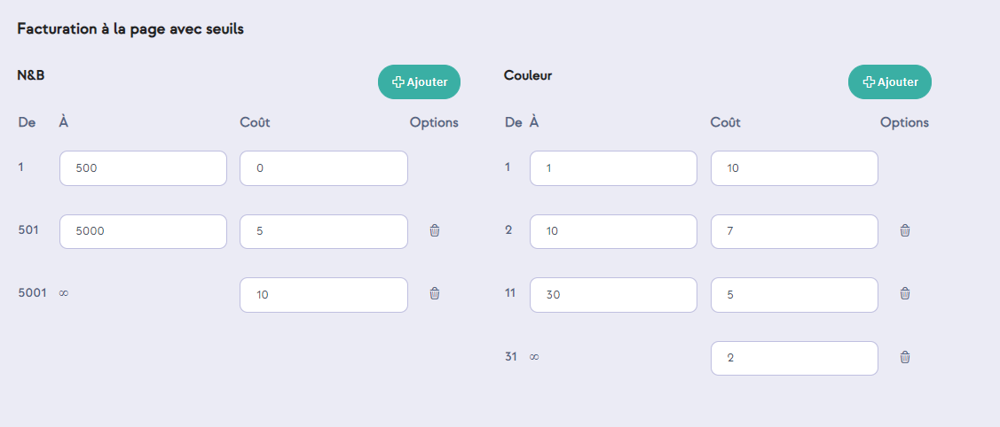 Facturation à la page avec seuils
N&B
Ajouter
De À Coût Options
1 500 0
501 5000 5
5001 ∞ 10
Couleur
Ajouter
De À Coût Options
1 1 10
2 10 7
11 30 5
31 ∞ 2